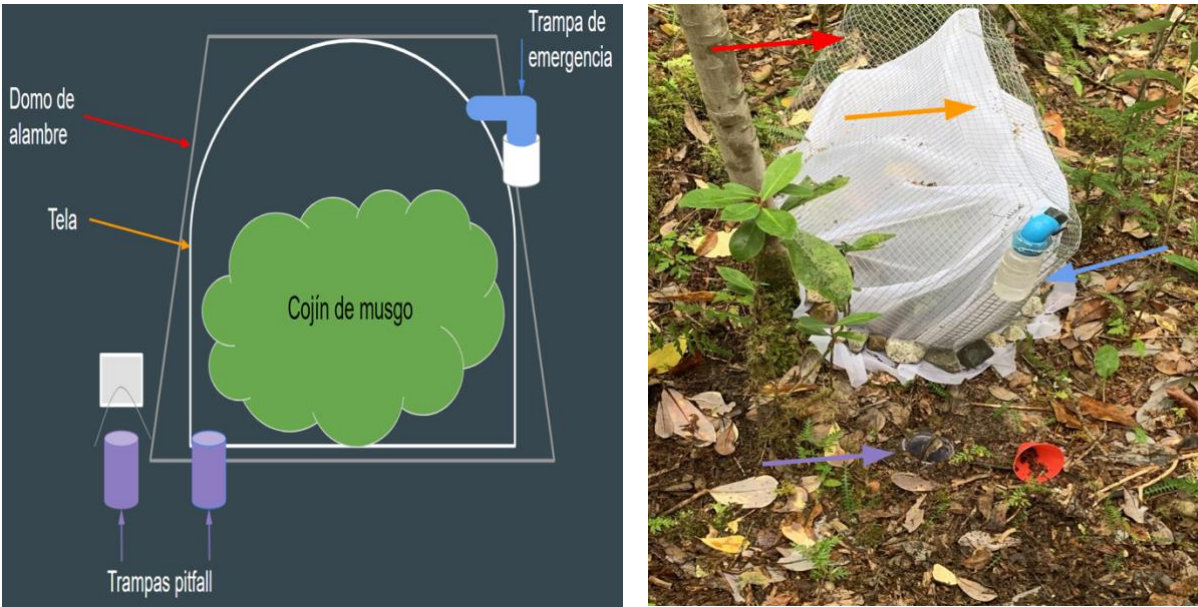 Trampa de
emergencia
Domo de
alambre
Tela
Cojín de musgo
Trampas pitfall